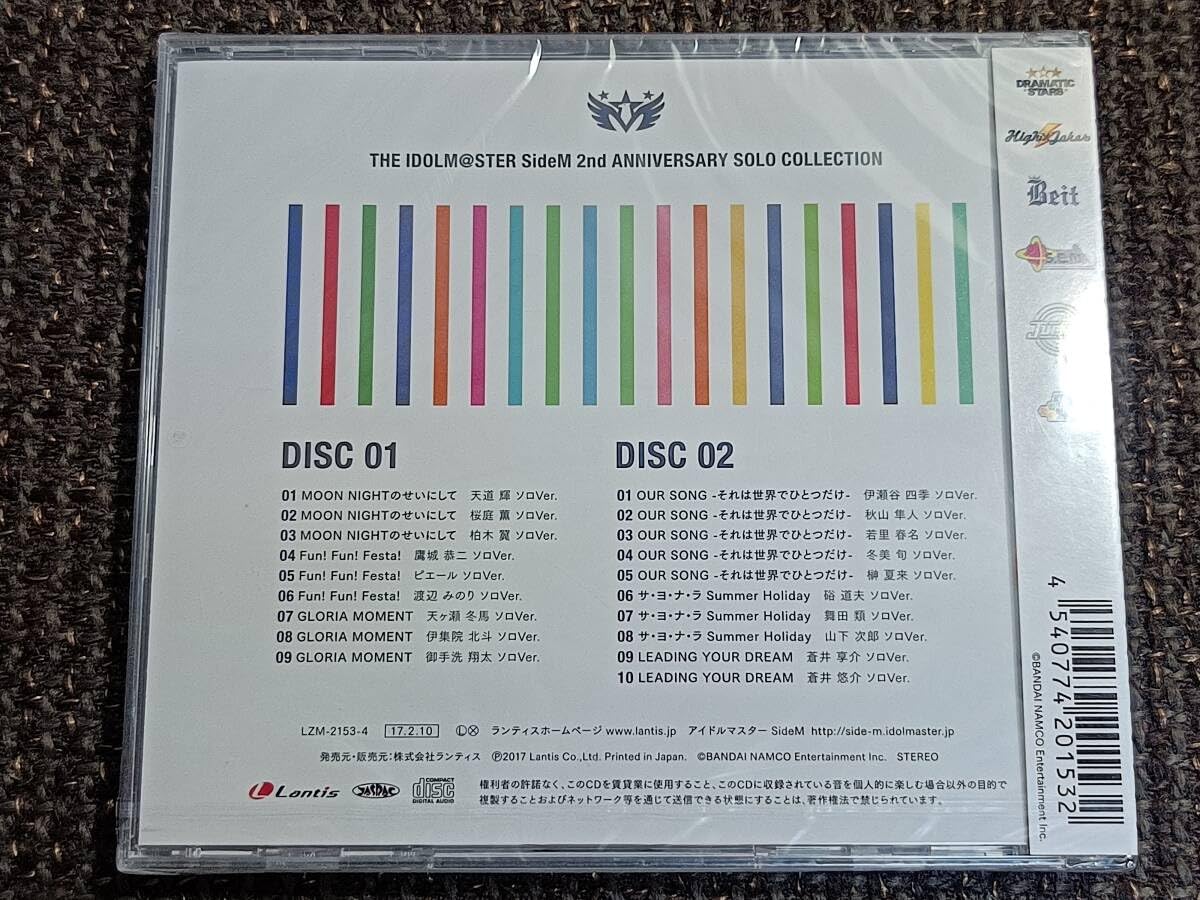 THE IDOLM@STER SideM 2nd ANNIVERSARY SOLO COLLECTION
DISC 01
01 MOON NIGHTのせいにして 天道 輝 ソロVer.
02 MOON NIGHTのせいにして 桜庭 薫 ソロVer.
03 MOON NIGHTのせいにして 柏木 翼 ソロVer.
04 Fun! Fun! Festa! 鷹城 恭二 ソロVer.
05 Fun! Fun! Festa! ピエール ソロVer.
06 Fun! Fun! Festa! 渡辺 みのり ソロVer.
07 GLORIA MOMENT 天ヶ瀬 冬馬 ソロVer.
08 GLORIA MOMENT 伊集院 北斗 ソロVer.
09 GLORIA MOMENT 御手洗 翔太 ソロVer.
DISC 02
01 OUR SONG -それは世界でひとつだけ- 伊瀬谷 四季 ソロVer.
02 OUR SONG -それは世界でひとつだけ- 秋山 隼人 ソロVer.
03 OUR SONG -それは世界でひとつだけ- 若里 春名 ソロVer.
04 OUR SONG -それは世界でひとつだけ- 冬美 旬 ソロVer.
05 OUR SONG -それは世界でひとつだけ- 榊 夏来 ソロVer.
06 サ・ヨ・ナ・ラ Summer Holiday 硲 道夫 ソロVer.
07 サ・ヨ・ナ・ラ Summer Holiday 舞田 類 ソロVer.
08 サ・ヨ・ナ・ラ Summer Holiday 山下 次郎 ソロVer.
09 LEADING YOUR DREAM 蒼井 享介 ソロVer.
10 LEADING YOUR DREAM 蒼井 悠介 ソロVer.
LZM-2153-4 17.2.10 Ⓛ ランティスホームページ www.lantis.jp アイドルマスター SideM http://side-m.idolmaster.jp
発売元・販売元：株式会社ランティス ℗2017 Lantis Co.,Ltd. Printed in Japan. ©BANDAI NAMCO Entertainment Inc. STEREO
Lantis JASRAC COMPACT disc DIGITAL AUDIO
権利者の許諾なく、このCDを賃貸業に使用すること、このCDに収録されている音を個人的に楽しむ場合以外の目的で
複製することおよびネットワーク等を通じて送信できる状態にすることは、著作権法で禁じられています。
DRAMATIC
STARS
High×Joker
Beit
S.E.M
4 540774 201532
©BANDAI NAMCO Entertainment Inc.